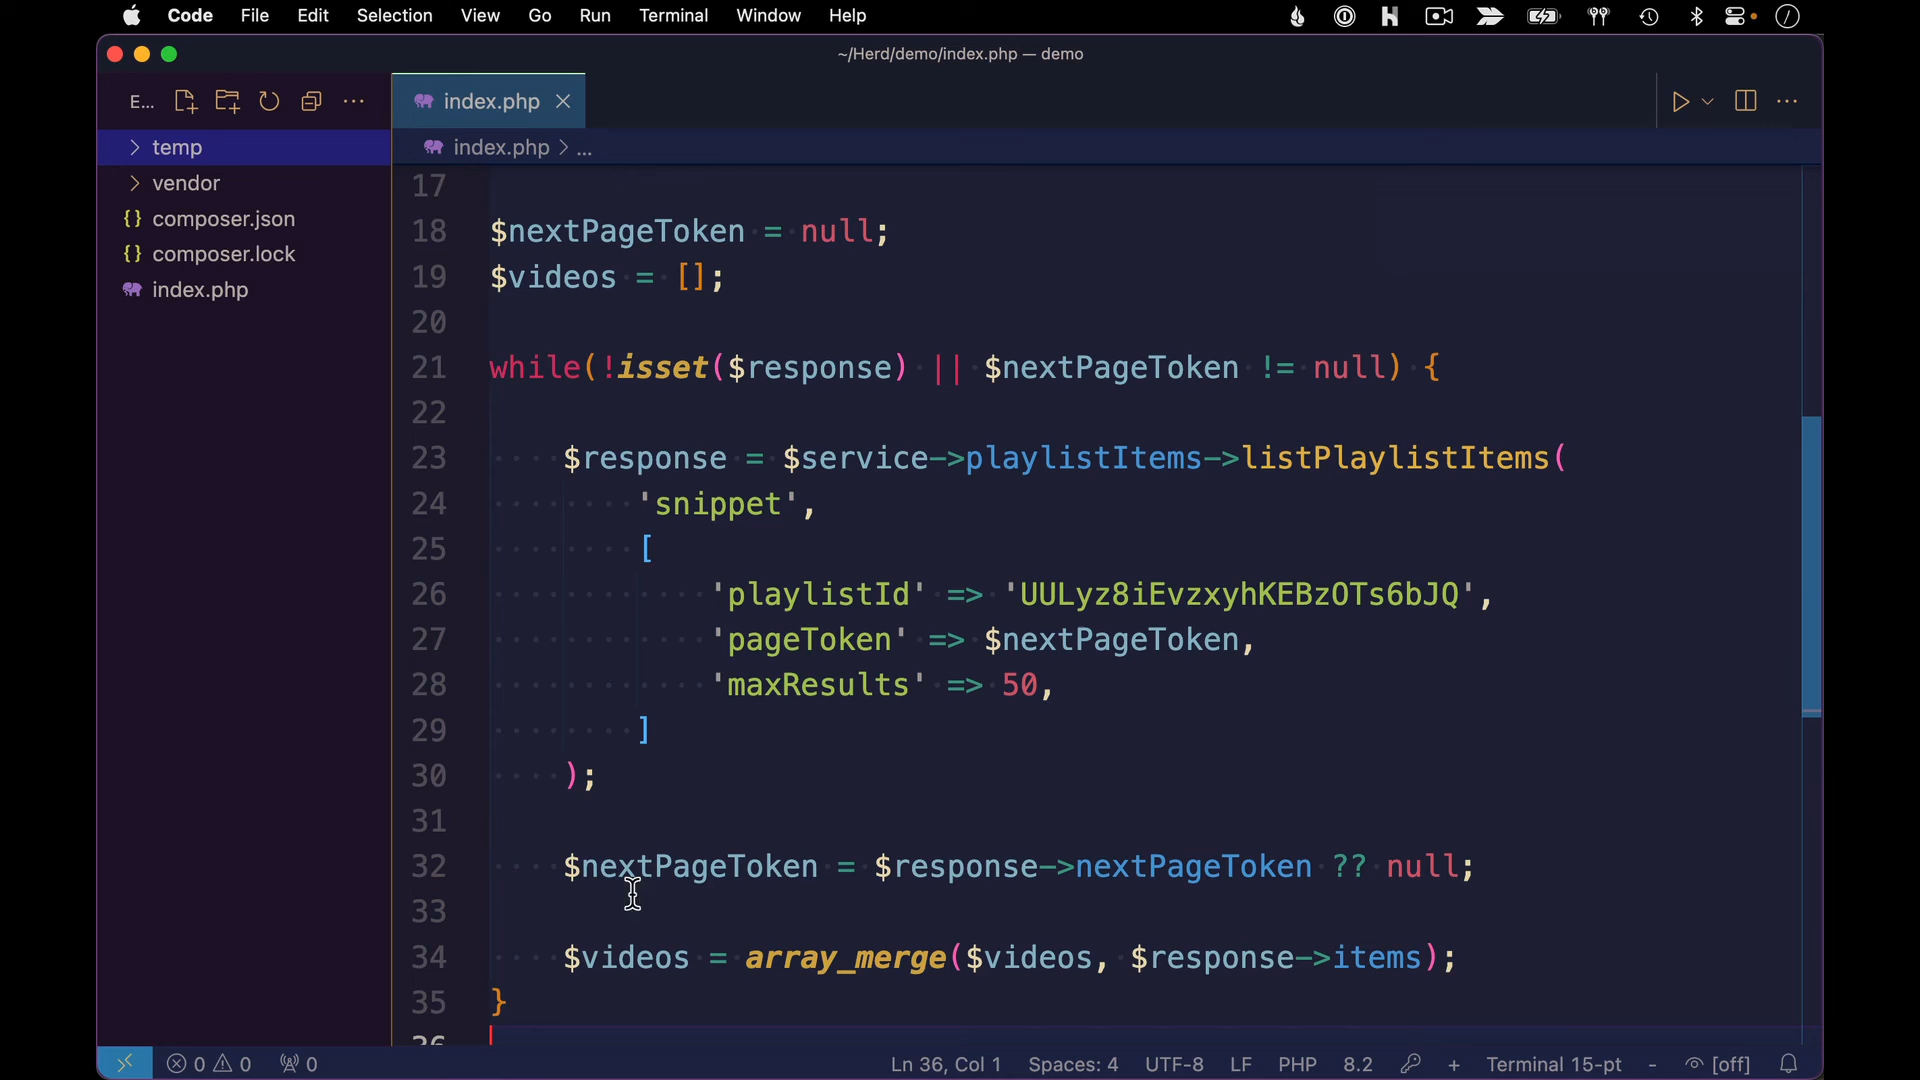 Code File Edit Selection View Go Run Terminal Window Help
~/Herd/demo/index.php — demo
E...
index.php
temp
index.php > ...
vendor
composer.json
composer.lock
index.php
17
18 $nextPageToken = null;
19 $videos = [];
20
21 while(!isset($response) || $nextPageToken != null) {
22
23 $response = $service->playlistItems->listPlaylistItems(
24 'snippet',
25 [
26 'playlistId' => 'UULyz8iEvzxyhKEBzOTs6bJQ',
27 'pageToken' => $nextPageToken,
28 'maxResults' => 50,
29 ]
30 );
31
32 $nextPageToken = $response->nextPageToken ?? null;
33
34 $videos = array_merge($videos, $response->items);
35 }
36
0 0 0 Ln 36, Col 1 Spaces: 4 UTF-8 LF PHP 8.2 + Terminal 15-pt - [off]